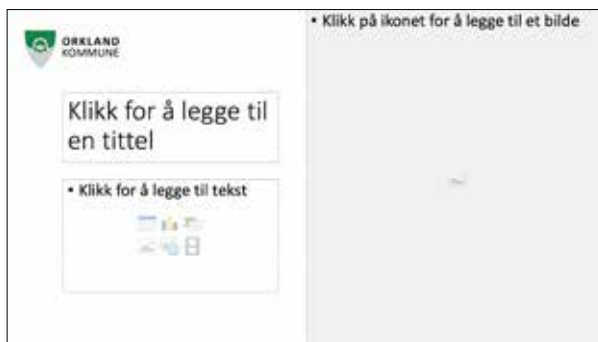 ORKLAND
KOMMUNE
Klikk for å legge til
en tittel
• Klikk for å legge til tekst
• Klikk på ikonet for å legge til et bilde